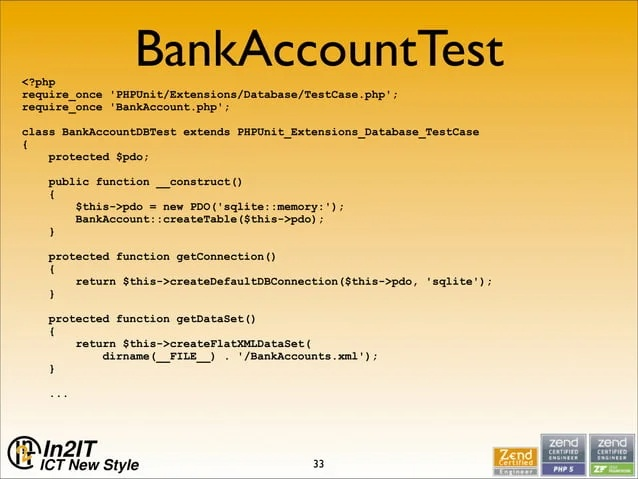 BankAccountTest
<?php
require_once 'PHPUnit/Extensions/Database/TestCase.php';
require_once 'BankAccount.php';
class BankAccountDBTest extends PHPUnit_Extensions_Database_TestCase
{
    protected $pdo;
    public function __construct()
    {
        $this->pdo = new PDO('sqlite::memory:');
        BankAccount::createTable($this->pdo);
    }
    protected function getConnection()
    {
        return $this->createDefaultDBConnection($this->pdo, 'sqlite');
    }
    protected function getDataSet()
    {
        return $this->createFlatXMLDataSet(
            dirname(__FILE__) . '/BankAccounts.xml');
    }
    ...
In2IT
ICT New Style
33
Zend
Certified
Engineer
zend
CERTIFIED
ENGINEER
PHP 5
zend
CERTIFIED
ENGINEER
ZF